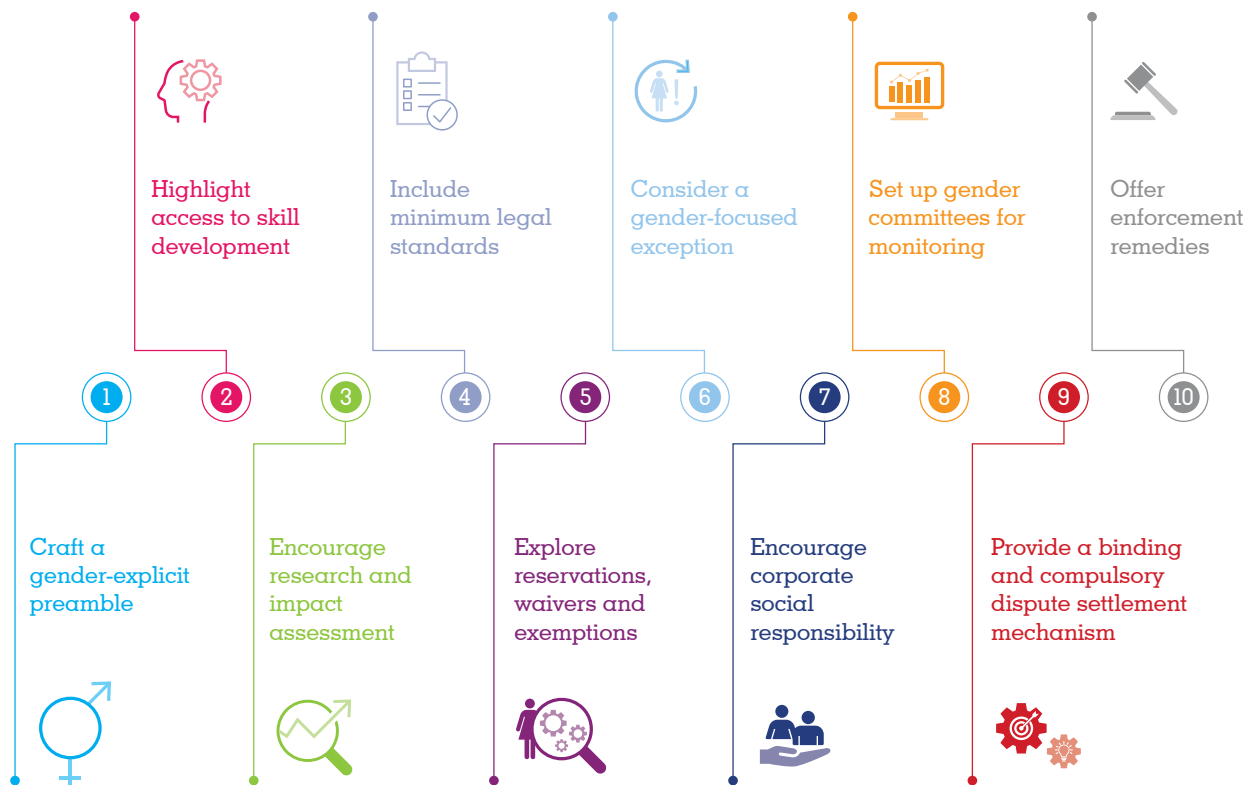 Highlight
access to skill
development
Include
minimum legal
standards
Consider a
gender-focused
exception
Set up gender
committees for
monitoring
Offer
enforcement
remedies
1
2
3
4
5
6
7
8
9
10
Craft a
gender-explicit
preamble
Encourage
research and
impact
assessment
Explore
reservations,
waivers and
exemptions
Encourage
corporate
social
responsibility
Provide a binding
and compulsory
dispute settlement
mechanism